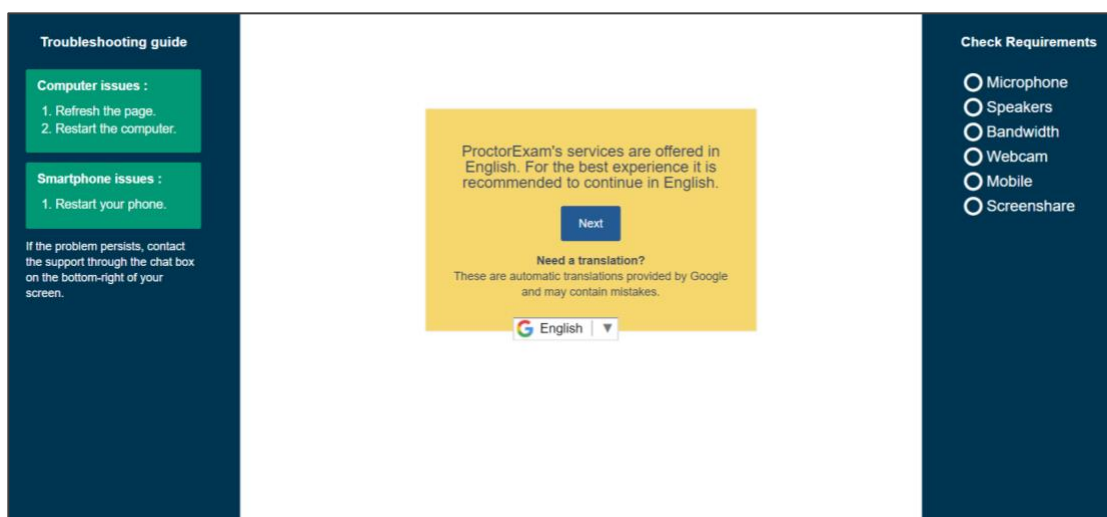 Troubleshooting guide
Computer issues :
1. Refresh the page.
2. Restart the computer.
Smartphone issues :
1. Restart your phone.
If the problem persists, contact
the support through the chat box
on the bottom-right of your
screen.
ProctorExam's services are offered in
English. For the best experience it is
recommended to continue in English.
Next
Need a translation?
These are automatic translations provided by Google
and may contain mistakes.
G English ▼
Check Requirements
Microphone
Speakers
Bandwidth
Webcam
Mobile
Screenshare